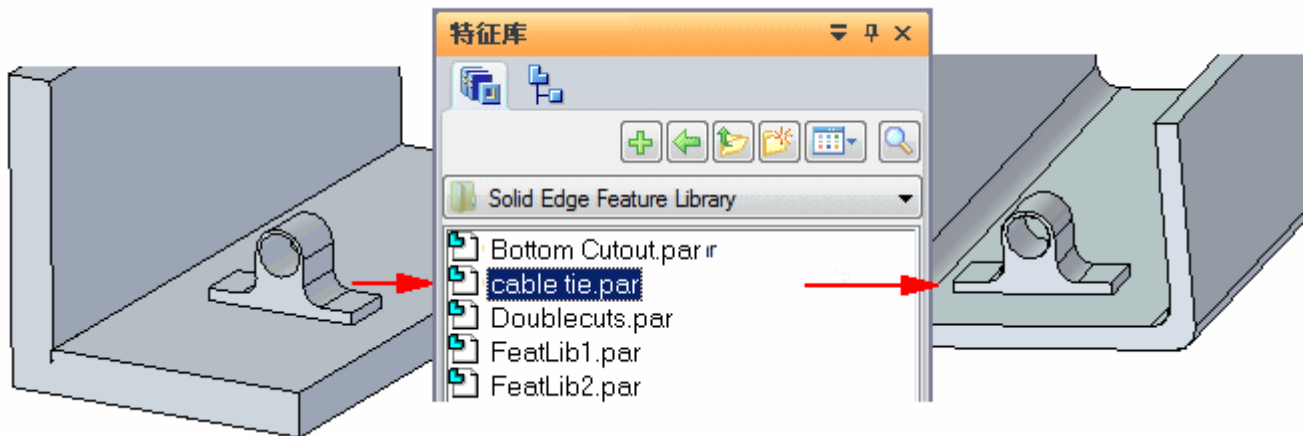 特征库
Solid Edge Feature Library
Bottom Cutout.par
cable tie.par
Doublecuts.par
FeatLib1.par
FeatLib2.par